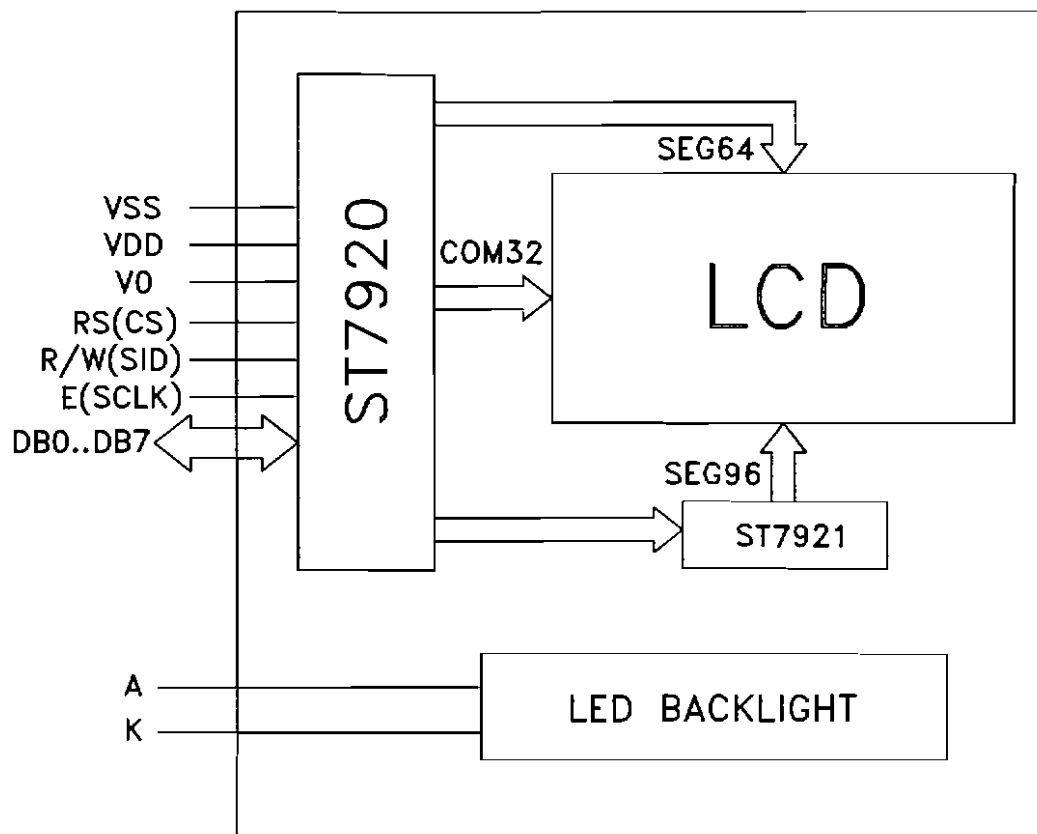 VSS
VDD
V0
RS(CS)
R/W(SID)
E(SCLK)
DB0..DB7
ST7920
SEG64
COM32
LCD
SEG96
ST7921
A
K
LED BACKLIGHT